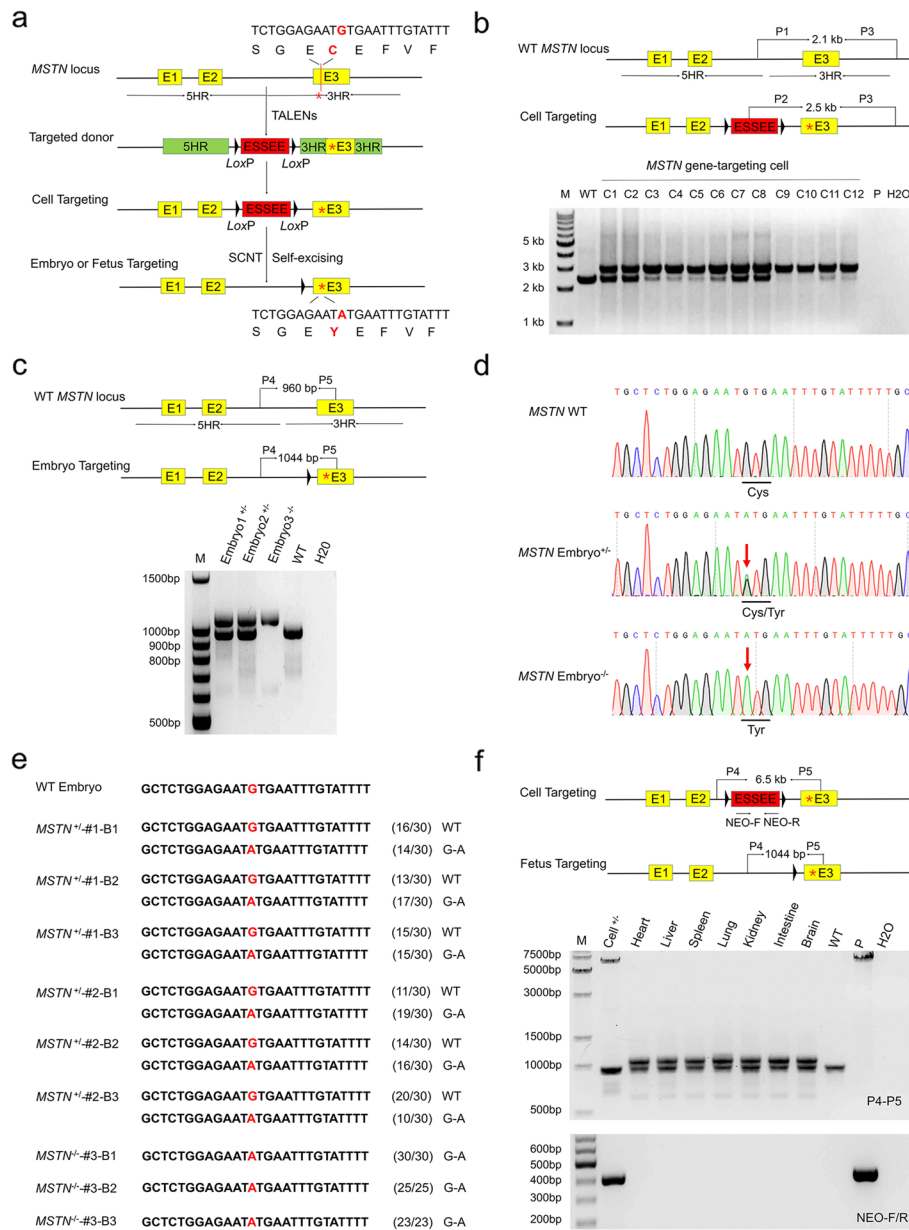 a
TCTGGAGAATGTGAATTTGTATTT
S G E C E F V F
MSTN locus
E1 E2 E3
5HR * 3HR
TALENs
Targeted donor
5HR ESSEE 3HR *E3 3HR
LoxP LoxP
Cell Targeting
E1 E2 ESSEE *E3
LoxP LoxP
SCNT Self-excising
Embryo or Fetus Targeting
E1 E2 *E3
TCTGGAGAATATGAATTTGTATTT
S G E Y E F V F
b
P1 2.1 kb P3
WT MSTN locus
E1 E2 E3
5HR 3HR
P2 2.5 kb P3
Cell Targeting
E1 E2 ESSEE *E3
MSTN gene-targeting cell
M WT C1 C2 C3 C4 C5 C6 C7 C8 C9 C10 C11 C12 P H2O
5 kb
3 kb
2 kb
1 kb
c
P4 960 bp P5
WT MSTN locus
E1 E2 E3
5HR 3HR
P4 1044 bp P5
Embryo Targeting
E1 E2 *E3
M Embryo1 +/- Embryo2 +/- Embryo3 -/- WT H20
1500bp
1000bp
900bp
800bp
500bp
d
T G C T C T G G A G A A T G T G A A T T T G T A T T T T T G C
MSTN WT
Cys
T G C T C T G G A G A A T A T G A A T T T G T A T T T T T G C
MSTN Embryo+/-
Cys/Tyr
T G C T C T G G A G A A T A T G A A T T T G T A T T T T T G C
MSTN Embryo-/-
Tyr
e
WT Embryo GCTCTGGAGAATGTGAATTTGTATTTT
MSTN+/-#1-B1 GCTCTGGAGAATGTGAATTTGTATTTT (16/30) WT
GCTCTGGAGAATATGAATTTGTATTTT (14/30) G-A
MSTN+/-#1-B2 GCTCTGGAGAATGTGAATTTGTATTTT (13/30) WT
GCTCTGGAGAATATGAATTTGTATTTT (17/30) G-A
MSTN+/-#1-B3 GCTCTGGAGAATGTGAATTTGTATTTT (15/30) WT
GCTCTGGAGAATATGAATTTGTATTTT (15/30) G-A
MSTN+/-#2-B1 GCTCTGGAGAATGTGAATTTGTATTTT (11/30) WT
GCTCTGGAGAATATGAATTTGTATTTT (19/30) G-A
MSTN+/-#2-B2 GCTCTGGAGAATGTGAATTTGTATTTT (14/30) WT
GCTCTGGAGAATATGAATTTGTATTTT (16/30) G-A
MSTN+/-#2-B3 GCTCTGGAGAATGTGAATTTGTATTTT (20/30) WT
GCTCTGGAGAATATGAATTTGTATTTT (10/30) G-A
MSTN-/-#3-B1 GCTCTGGAGAATATGAATTTGTATTTT (30/30) G-A
MSTN-/-#3-B2 GCTCTGGAGAATATGAATTTGTATTTT (25/25) G-A
MSTN-/-#3-B3 GCTCTGGAGAATATGAATTTGTATTTT (23/23) G-A
f
Cell Targeting P4 6.5 kb P5
E1 E2 ESSEE *E3
NEO-F NEO-R
Fetus Targeting P4 1044 bp P5
E1 E2 *E3
M Cell +/- Heart Liver Spleen Lung Kidney Intestine Brain WT P H2O
7500bp
5000bp
3000bp
1500bp
1000bp
500bp
P4-P5
600bp
500bp
400bp
300bp
200bp
NEO-F/R